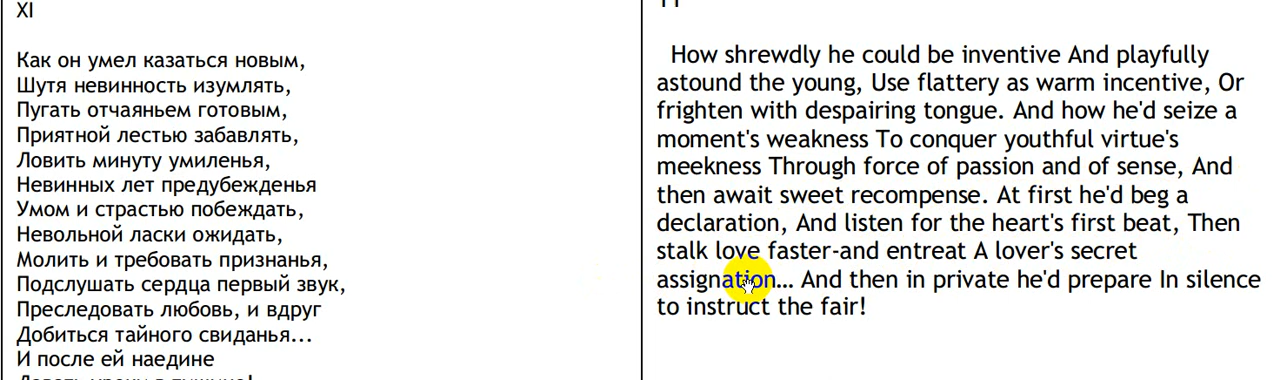 XI
Как он умел казаться новым,
Шутя невинность изумлять,
Пугать отчаяньем готовым,
Приятной лестью забавлять,
Ловить минуту умиленья,
Невинных лет предубежденья
Умом и страстью побеждать,
Невольной ласки ожидать,
Молить и требовать признанья,
Подслушать сердца первый звук,
Преследовать любовь, и вдруг
Добиться тайного свиданья...
И после ей наедине
How shrewdly he could be inventive And playfully
astound the young, Use flattery as warm incentive, Or
frighten with despairing tongue. And how he'd seize a
moment's weakness To conquer youthful virtue's
meekness Through force of passion and of sense, And
then await sweet recompense. At first he'd beg a
declaration, And listen for the heart's first beat, Then
stalk love faster-and entreat A lover's secret
assignation... And then in private he'd prepare In silence
to instruct the fair!